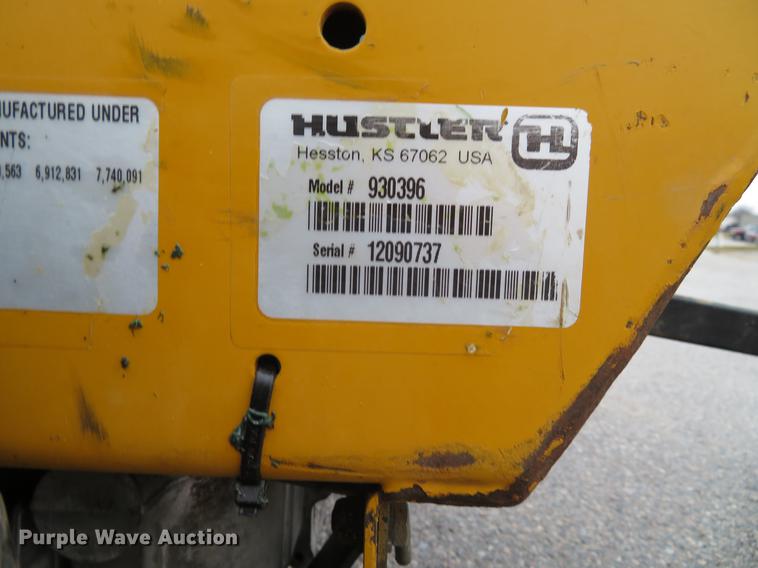 NUFACTURED UNDER
ENTS:
,563 6,912,831 7,740,091
HUSTLER
H
Hesston, KS 67062 USA
Model # 930396
Serial # 12090737
Purple Wave Auction